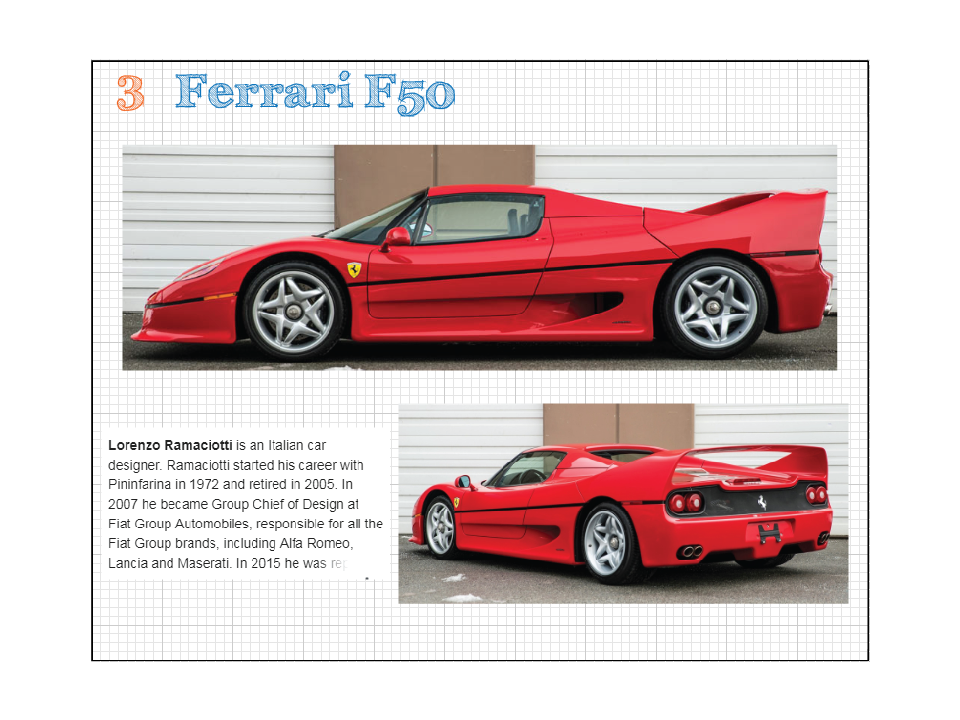 3 Ferrari F50
Lorenzo Ramaciotti is an Italian car
designer. Ramaciotti started his career with
Pininfarina in 1972 and retired in 2005. In
2007 he became Group Chief of Design at
Fiat Group Automobiles, responsible for all the
Fiat Group brands, including Alfa Romeo,
Lancia and Maserati. In 2015 he was